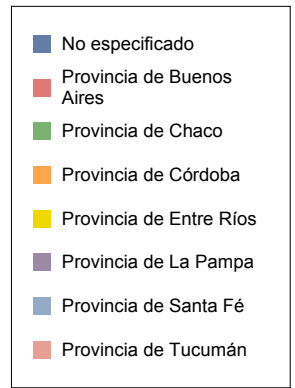 No especificado
Provincia de Buenos
Aires
Provincia de Chaco
Provincia de Córdoba
Provincia de Entre Ríos
Provincia de La Pampa
Provincia de Santa Fé
Provincia de Tucumán